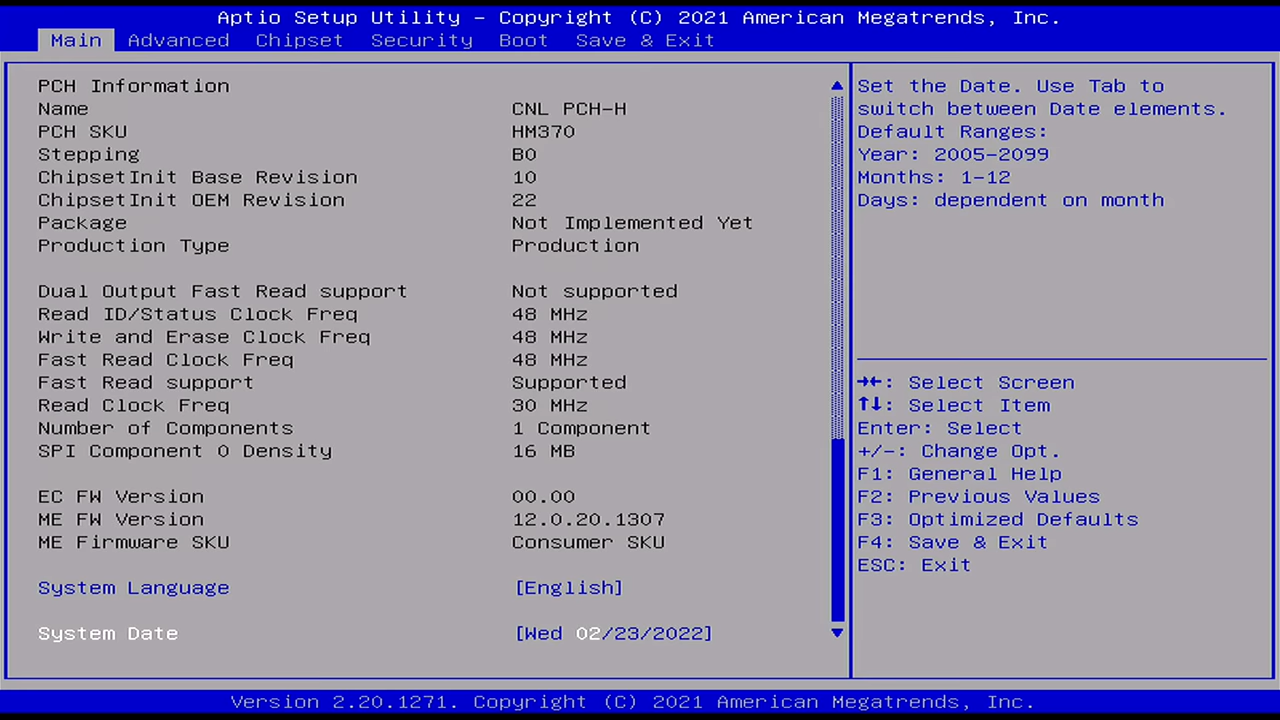 Aptio Setup Utility - Copyright (C) 2021 American Megatrends, Inc.
Main Advanced Chipset Security Boot Save & Exit
PCH Information
Name CNL PCH-H
PCH SKU HM370
Stepping B0
ChipsetInit Base Revision 10
ChipsetInit OEM Revision 22
Package Not Implemented Yet
Production Type Production
Dual Output Fast Read support Not supported
Read ID/Status Clock Freq 48 MHz
Write and Erase Clock Freq 48 MHz
Fast Read Clock Freq 48 MHz
Fast Read support Supported
Read Clock Freq 30 MHz
Number of Components 1 Component
SPI Component 0 Density 16 MB
EC FW Version 00.00
ME FW Version 12.0.20.1307
ME Firmware SKU Consumer SKU
System Language [English]
System Date [Wed 02/23/2022]
Set the Date. Use Tab to
switch between Date elements.
Default Ranges:
Year: 2005-2099
Months: 1-12
Days: dependent on month
→←: Select Screen
↑↓: Select Item
Enter: Select
+/-: Change Opt.
F1: General Help
F2: Previous Values
F3: Optimized Defaults
F4: Save & Exit
ESC: Exit
Version 2.20.1271. Copyright (C) 2021 American Megatrends, Inc.